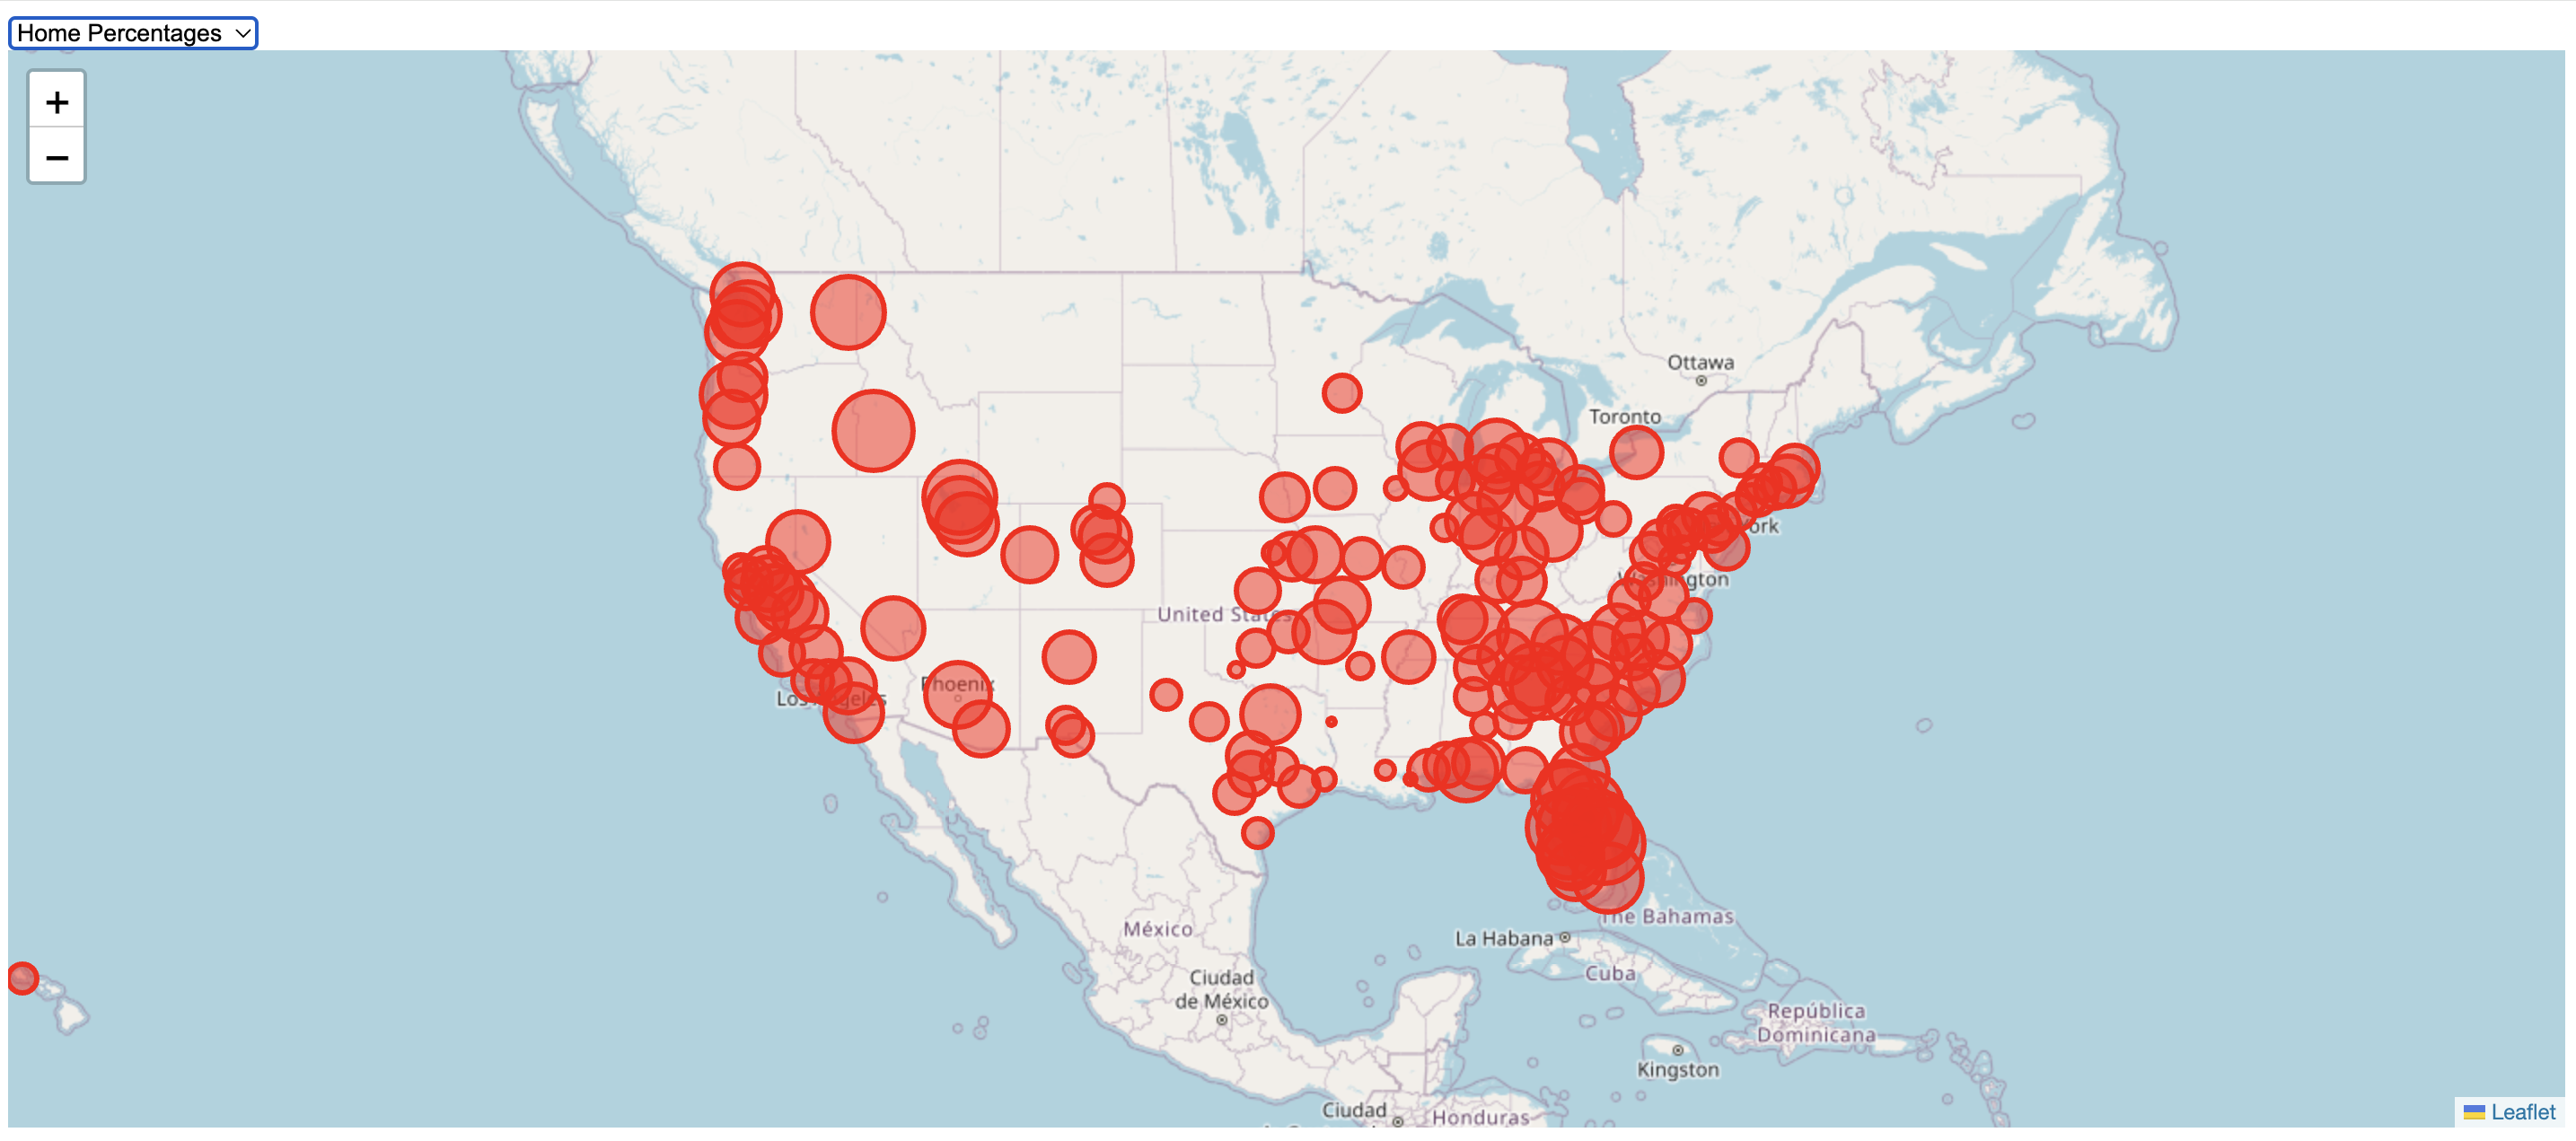 Home Percentages
+
−
Ottawa
Toronto
ork
Washington
United States
Phoenix
Los Angeles
México
The Bahamas
La Habana
Cuba
Ciudad
de México
República
Dominicana
Kingston
Ciudad
Honduras
Leaflet